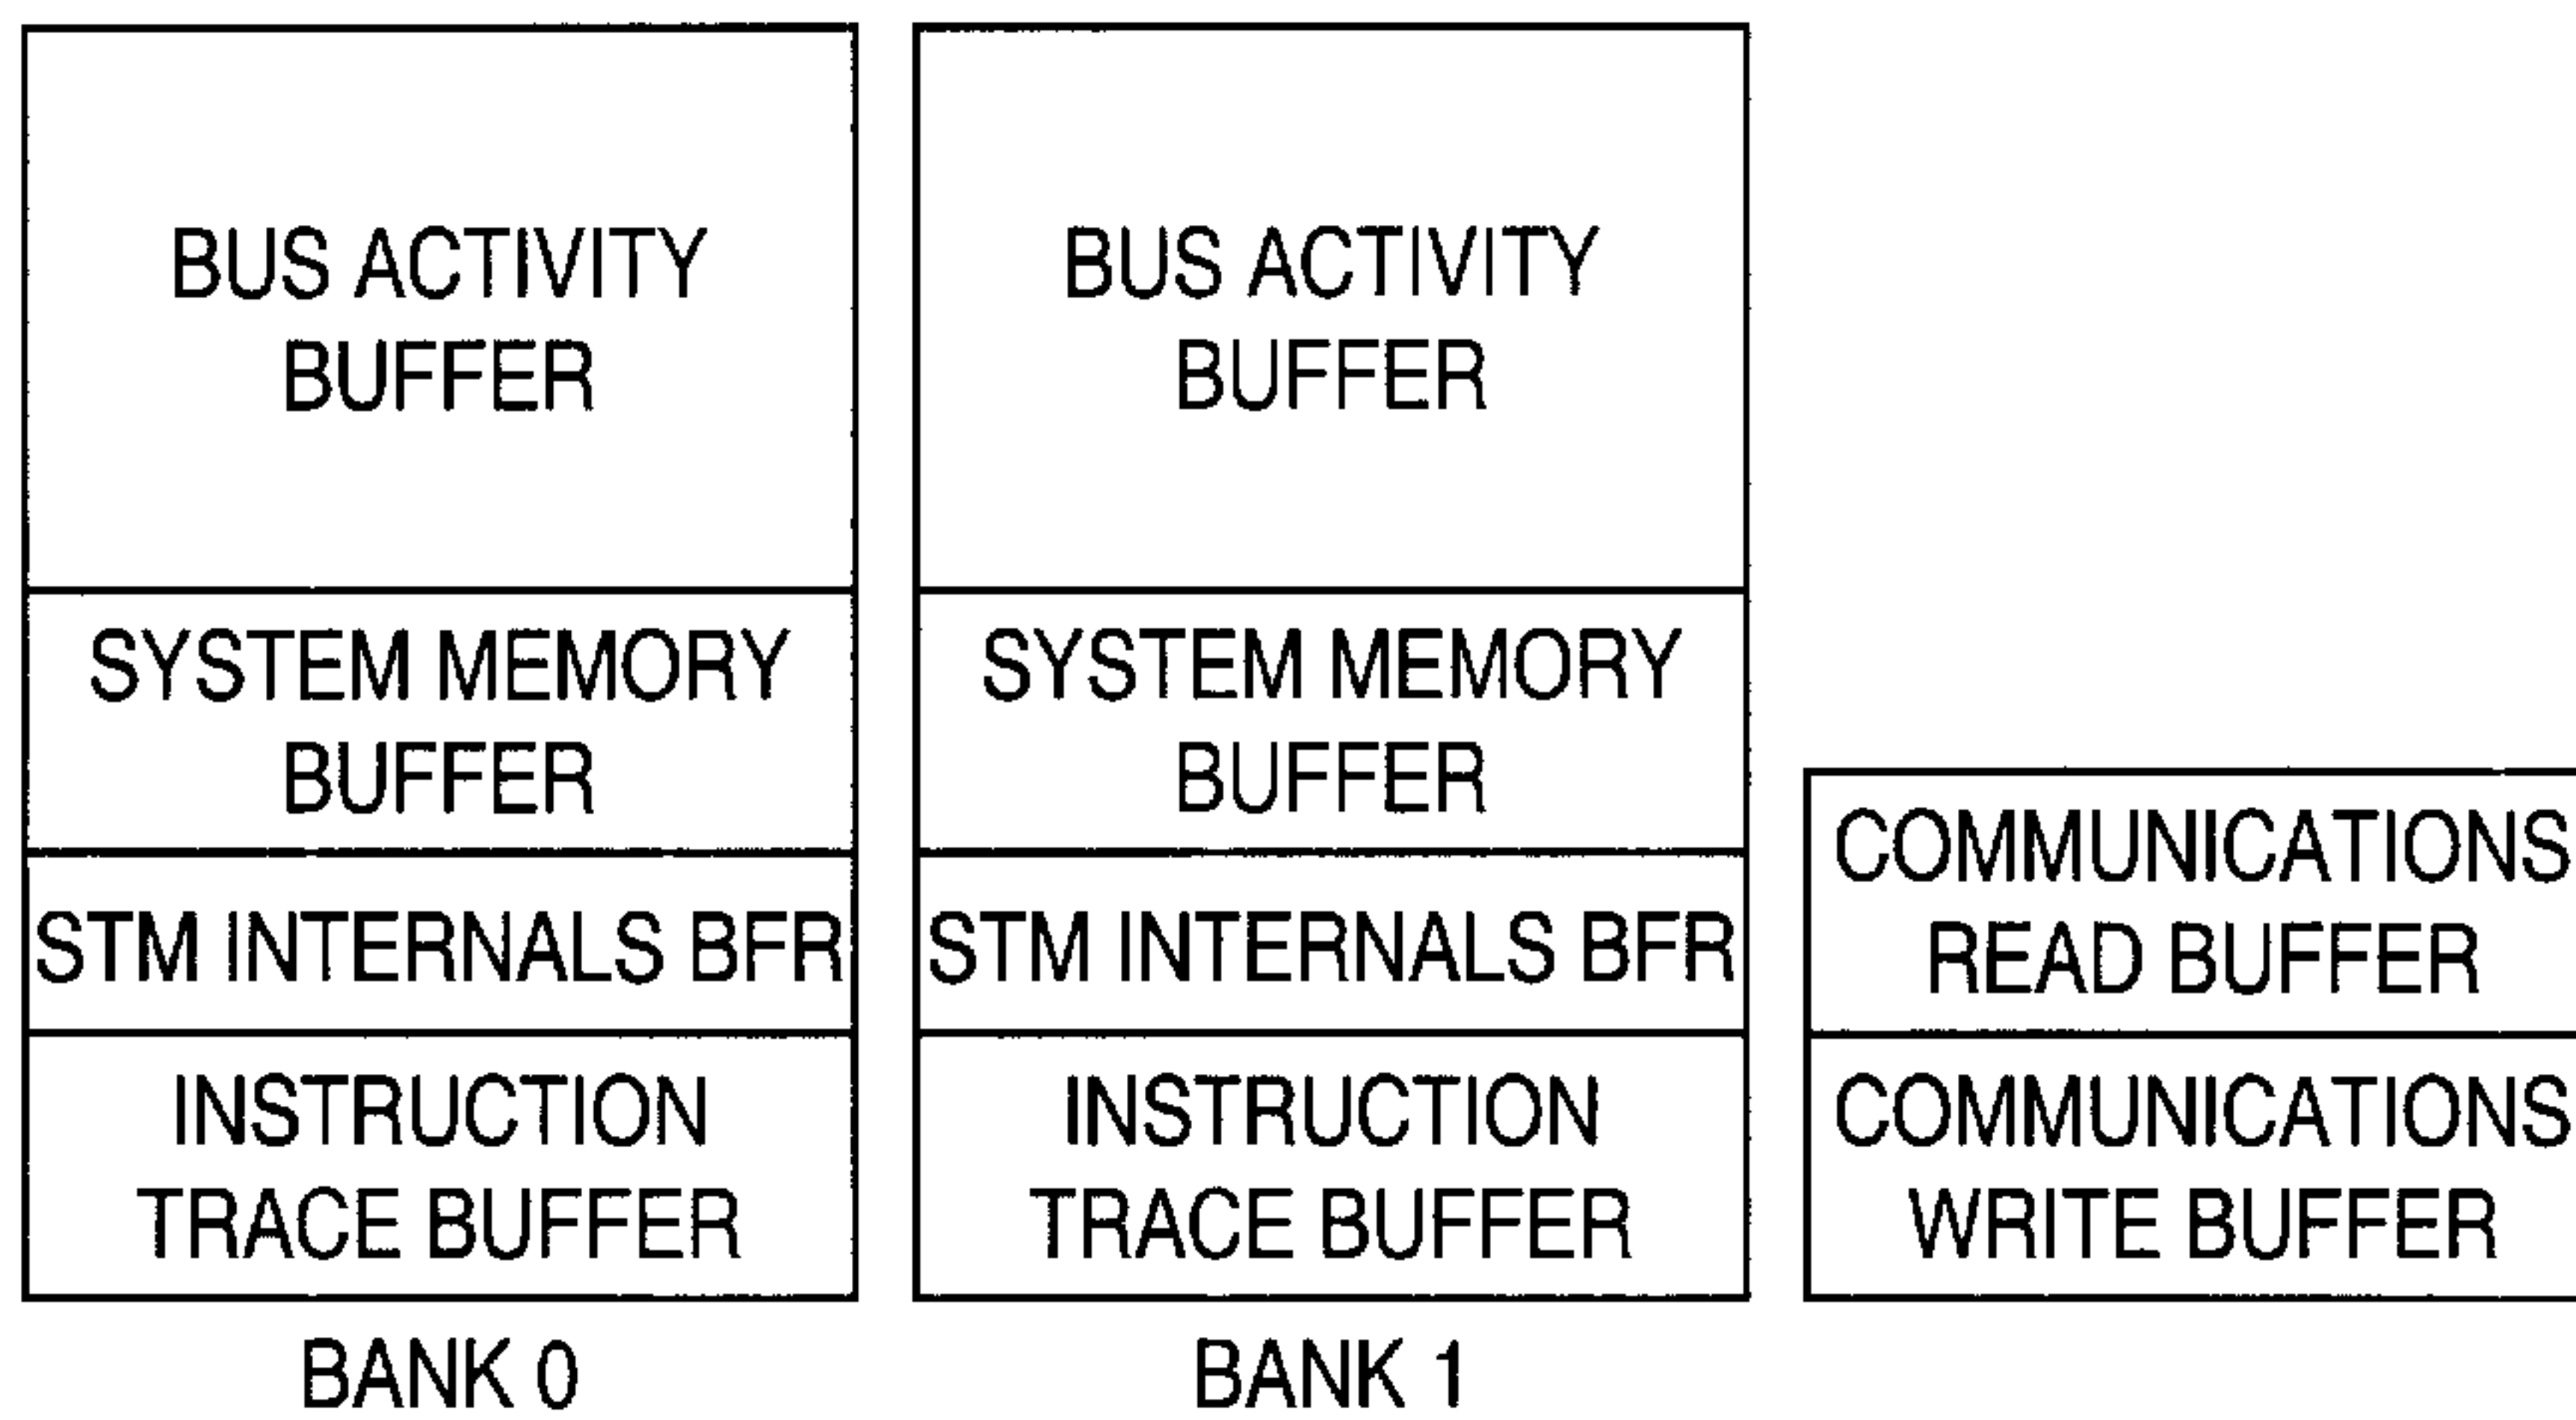 BUS ACTIVITY
BUFFER
SYSTEM MEMORY
BUFFER
STM INTERNALS BFR
INSTRUCTION
TRACE BUFFER
BANK 0
BUS ACTIVITY
BUFFER
SYSTEM MEMORY
BUFFER
STM INTERNALS BFR
INSTRUCTION
TRACE BUFFER
BANK 1
COMMUNICATIONS
READ BUFFER
COMMUNICATIONS
WRITE BUFFER